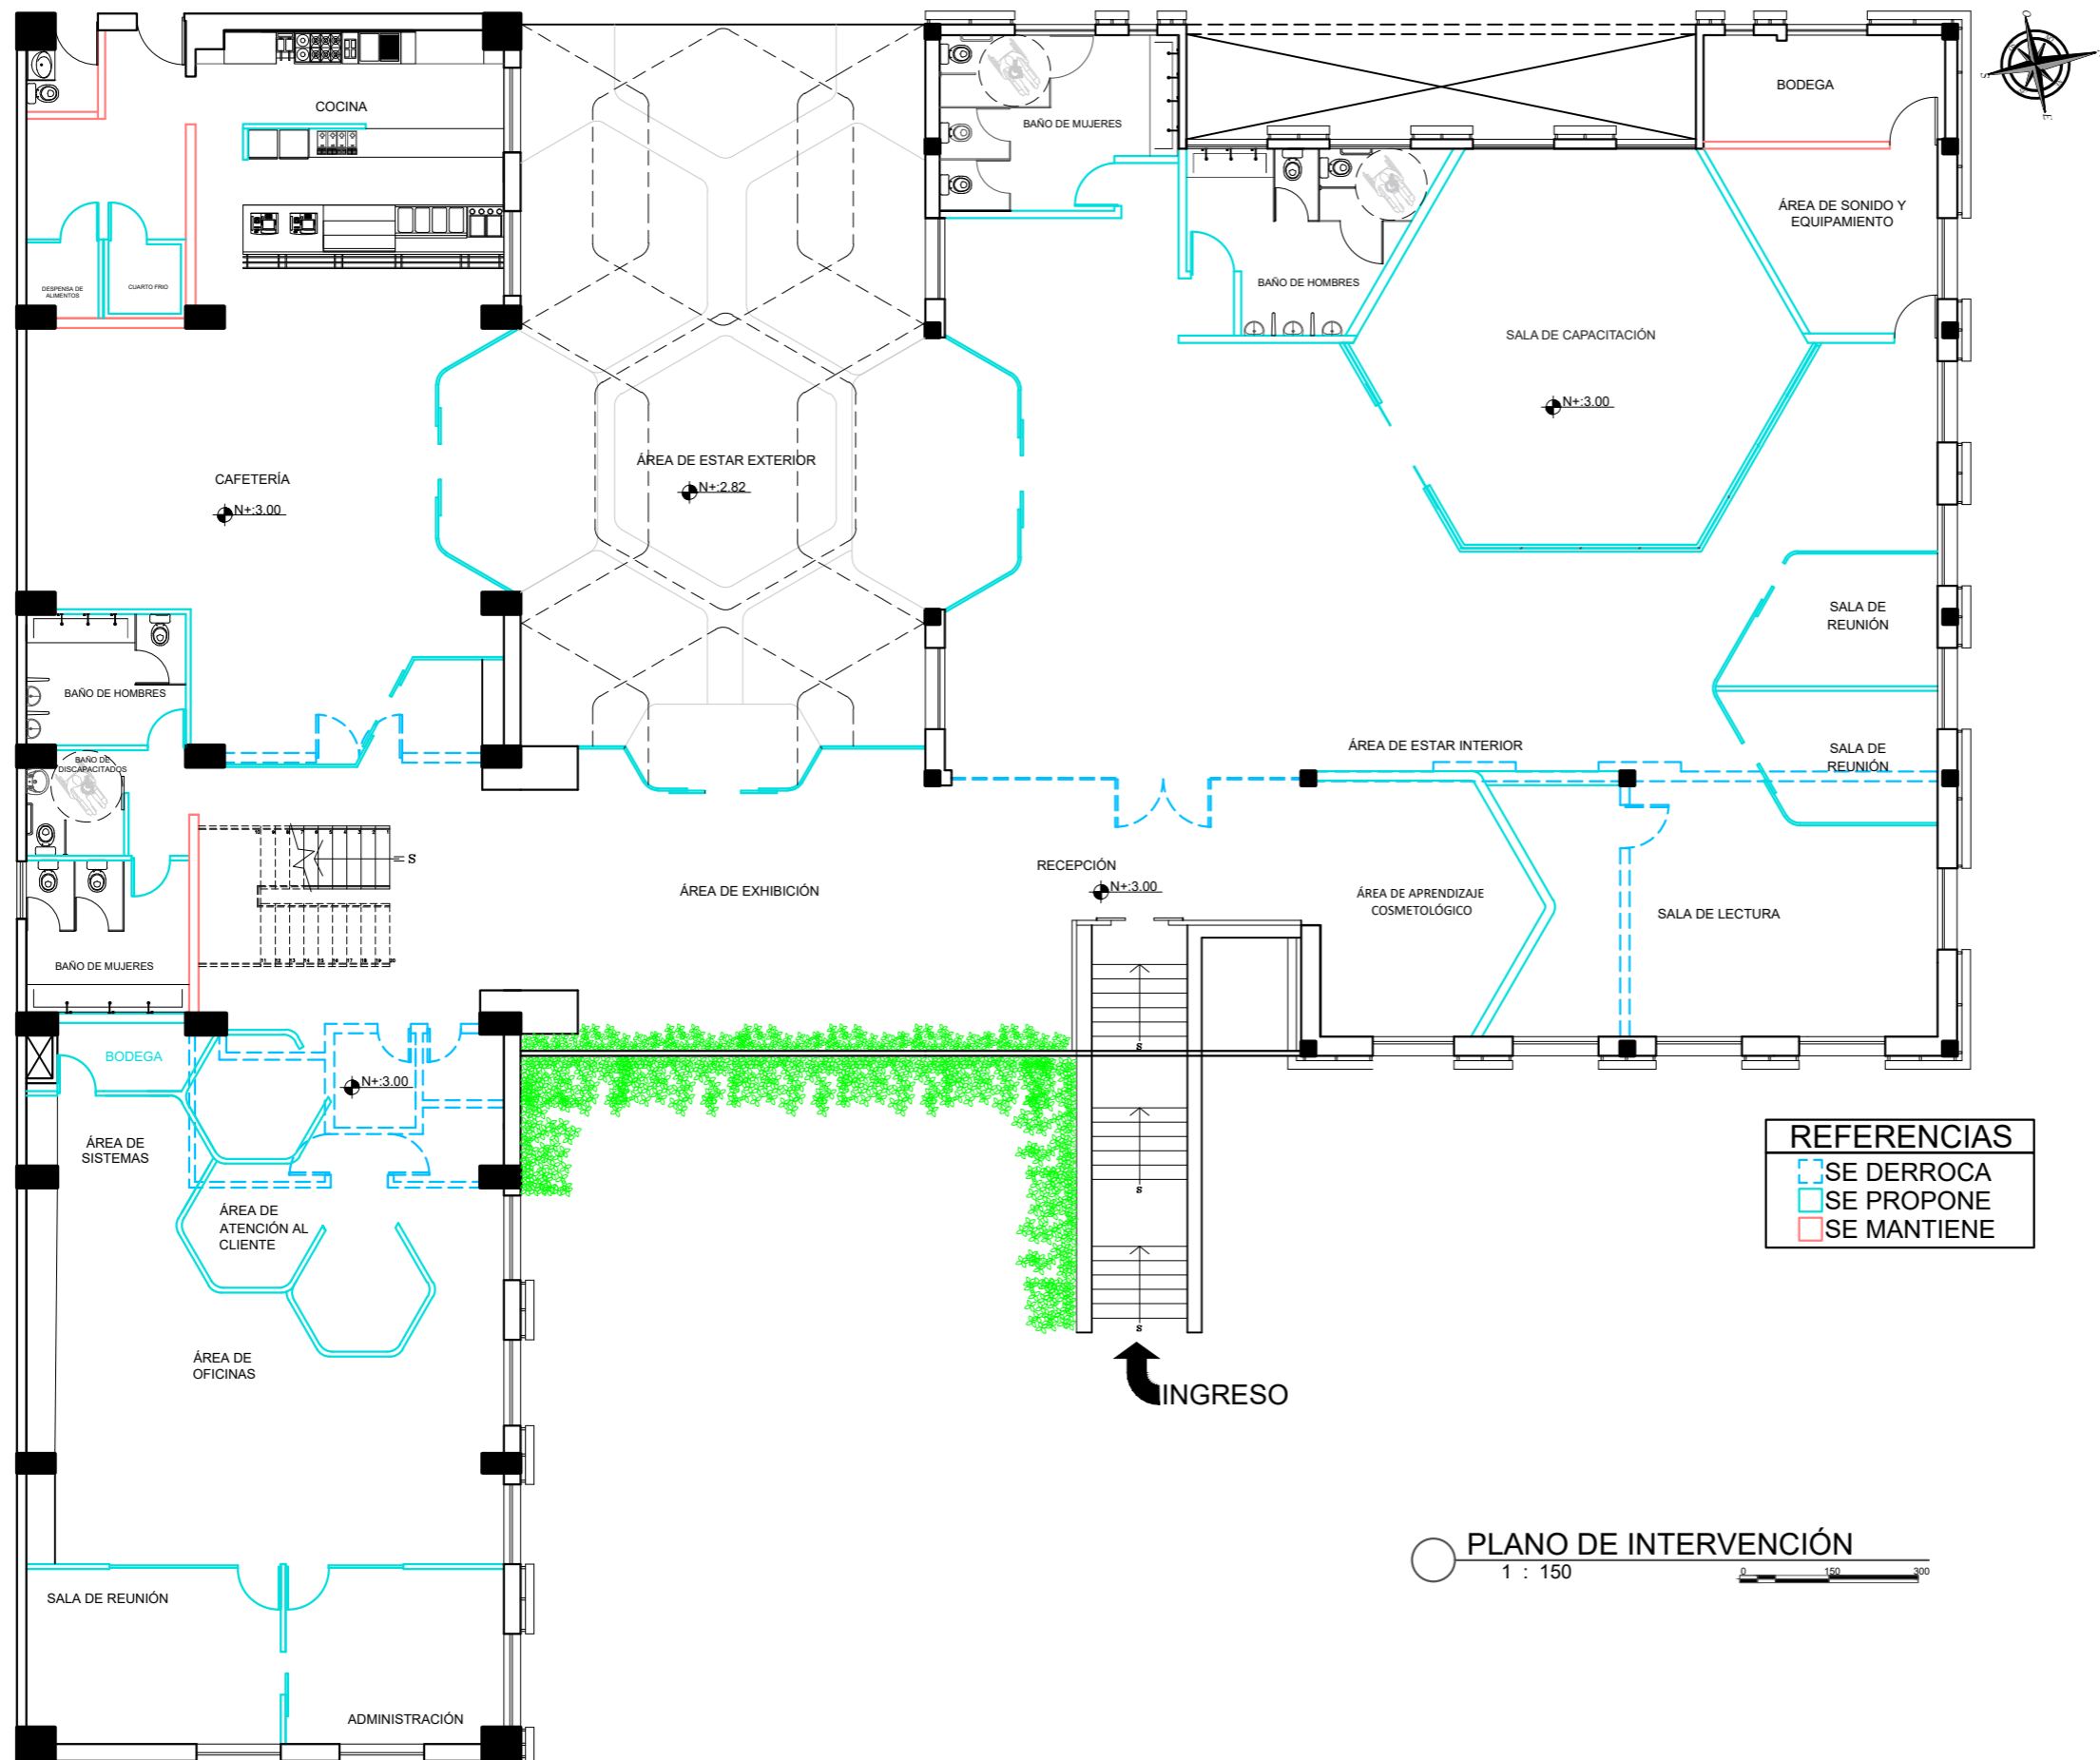 COCINA
BAÑO DE MUJERES
BODEGA
ÁREA DE SONIDO Y
EQUIPAMIENTO
DESPENSA DE
ALIMENTOS
CUARTO FRIO
BAÑO DE HOMBRES
SALA DE CAPACITACIÓN
N+:3.00
CAFETERÍA
N+:3.00
ÁREA DE ESTAR EXTERIOR
N+:2.82
SALA DE
REUNIÓN
BAÑO DE HOMBRES
ÁREA DE ESTAR INTERIOR
SALA DE
REUNIÓN
BAÑO DE
DISCAPACITADOS
S
ÁREA DE EXHIBICIÓN
RECEPCIÓN
N+:3.00
ÁREA DE APRENDIZAJE
COSMETOLÓGICO
SALA DE LECTURA
BAÑO DE MUJERES
BODEGA
N+:3.00
S
ÁREA DE
SISTEMAS
S
ÁREA DE
ATENCIÓN AL
CLIENTE
REFERENCIAS
SE DERROCA
SE PROPONE
SE MANTIENE
S
ÁREA DE
OFICINAS
INGRESO
PLANO DE INTERVENCIÓN
1 : 150
0 150 300
SALA DE REUNIÓN
ADMINISTRACIÓN